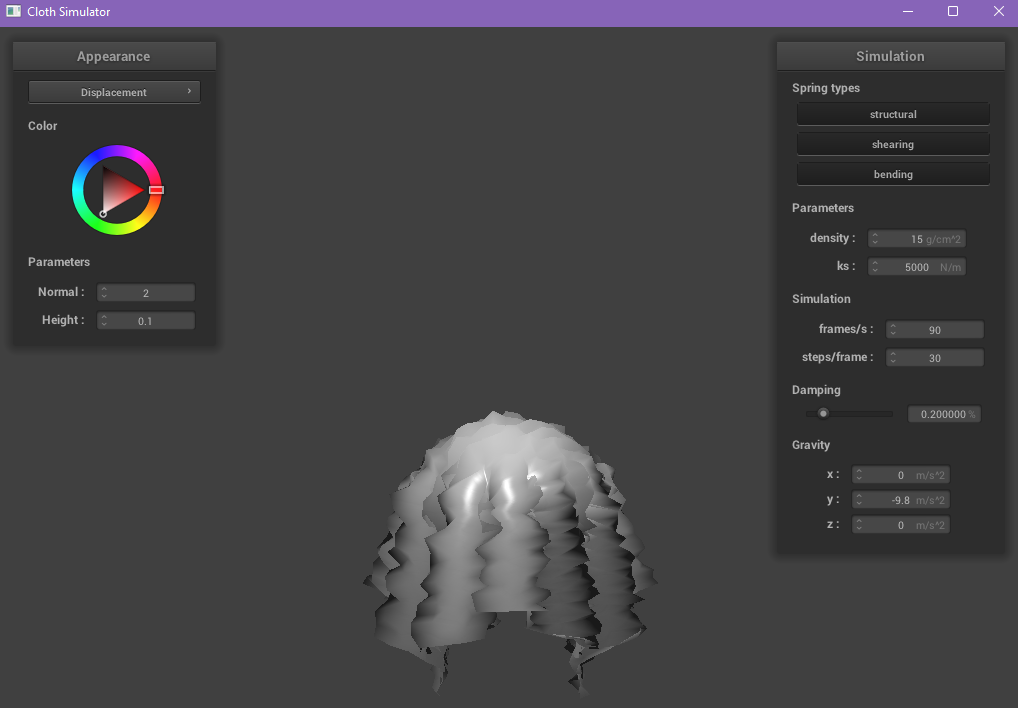 Cloth Simulator
Appearance
Displacement
Color
Parameters
Normal : 2
Height : 0.1
Simulation
Spring types
structural
shearing
bending
Parameters
density : 15 g/cm^2
ks : 5000 N/m
Simulation
frames/s : 90
steps/frame : 30
Damping
0.200000 %
Gravity
x : 0 m/s^2
y : -9.8 m/s^2
z : 0 m/s^2